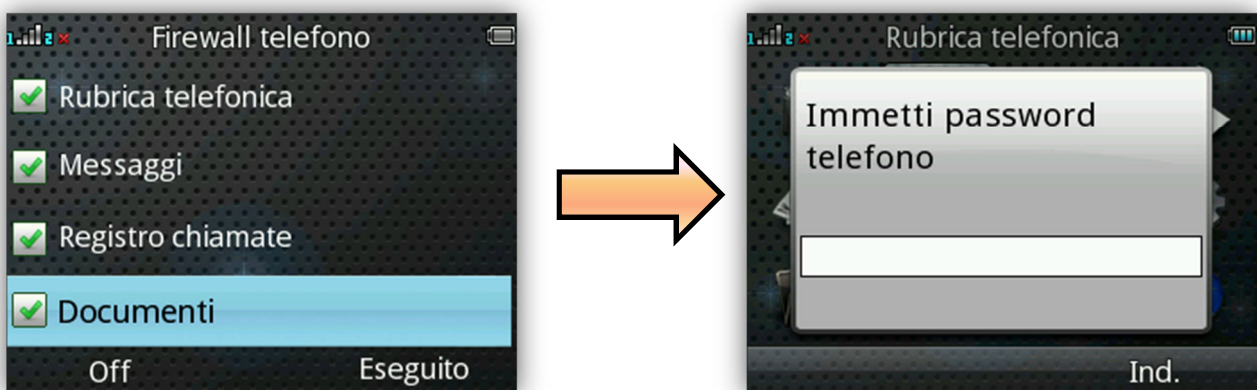 Firewall telefono
Rubrica telefonica
Messaggi
Registro chiamate
Documenti
Off Eseguito
Rubrica telefonica
Immetti password
telefono
Ind.